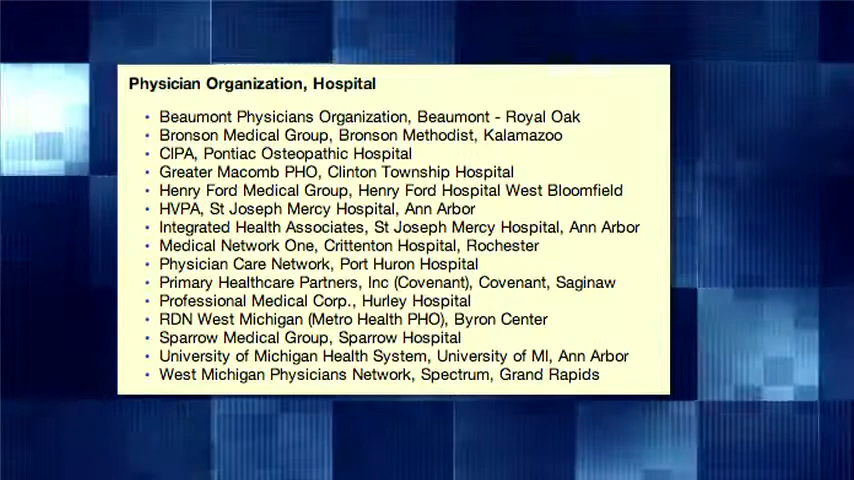 Physician Organization, Hospital
• Beaumont Physicians Organization, Beaumont - Royal Oak
• Bronson Medical Group, Bronson Methodist, Kalamazoo
• CIPA, Pontiac Osteopathic Hospital
• Greater Macomb PHO, Clinton Township Hospital
• Henry Ford Medical Group, Henry Ford Hospital West Bloomfield
• HVPA, St Joseph Mercy Hospital, Ann Arbor
• Integrated Health Associates, St Joseph Mercy Hospital, Ann Arbor
• Medical Network One, Crittenton Hospital, Rochester
• Physician Care Network, Port Huron Hospital
• Primary Healthcare Partners, Inc (Covenant), Covenant, Saginaw
• Professional Medical Corp., Hurley Hospital
• RDN West Michigan (Metro Health PHO), Byron Center
• Sparrow Medical Group, Sparrow Hospital
• University of Michigan Health System, University of MI, Ann Arbor
• West Michigan Physicians Network, Spectrum, Grand Rapids